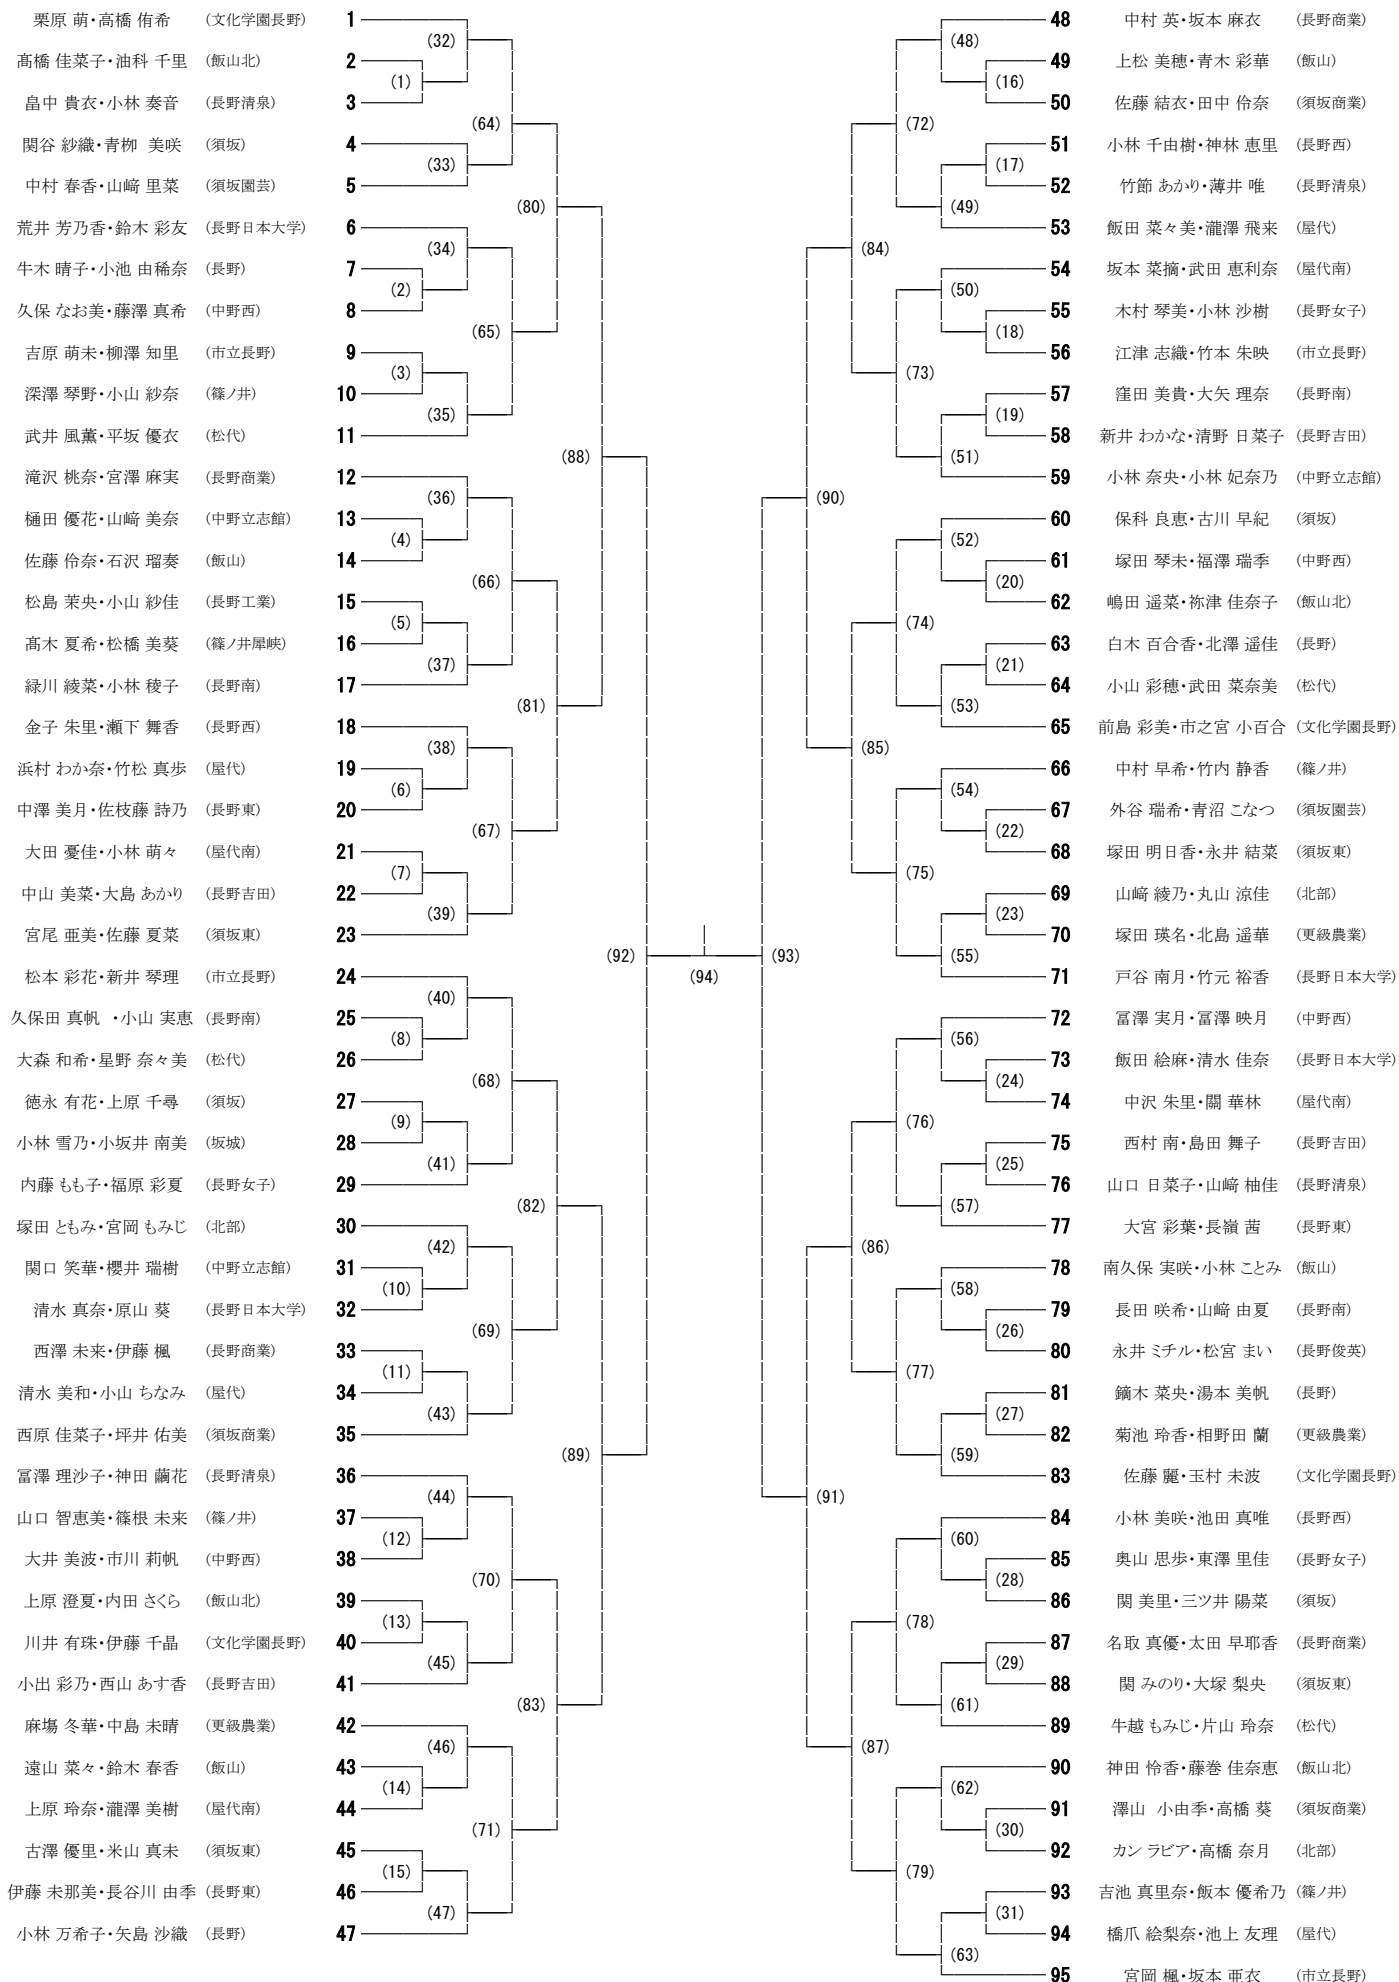 栗原 萌・高橋 侑希 (文化学園長野) 1
髙橋 佳菜子・油科 千里 (飯山北) 2
畠中 貴衣・小林 奏音 (長野清泉) 3
関谷 紗織・青栁 美咲 (須坂) 4
中村 春香・山﨑 里菜 (須坂園芸) 5
荒井 芳乃香・鈴木 彩友 (長野日本大学) 6
牛木 晴子・小池 由稀奈 (長野) 7
久保 なお美・藤澤 真希 (中野西) 8
吉原 萌未・柳澤 知里 (市立長野) 9
深澤 琴野・小山 紗奈 (篠ノ井) 10
武井 風薫・平坂 優衣 (松代) 11
滝沢 桃奈・宮澤 麻実 (長野商業) 12
樋田 優花・山﨑 美奈 (中野立志館) 13
佐藤 伶奈・石沢 瑠奏 (飯山) 14
松島 茉央・小山 紗佳 (長野工業) 15
髙木 夏希・松橋 美葵 (篠ノ井犀峡) 16
緑川 綾菜・小林 稜子 (長野南) 17
金子 朱里・瀬下 舞香 (長野西) 18
浜村 わか奈・竹松 真歩 (屋代) 19
中澤 美月・佐枝藤 詩乃 (長野東) 20
大田 憂佳・小林 萌々 (屋代南) 21
中山 美菜・大島 あかり (長野吉田) 22
宮尾 亜美・佐藤 夏菜 (須坂東) 23
松本 彩花・新井 琴理 (市立長野) 24
久保田 真帆 ・小山 実恵 (長野南) 25
大森 和希・星野 奈々美 (松代) 26
徳永 有花・上原 千尋 (須坂) 27
小林 雪乃・小坂井 南美 (坂城) 28
内藤 もも子・福原 彩夏 (長野女子) 29
塚田 ともみ・宮岡 もみじ (北部) 30
関口 笑華・櫻井 瑞樹 (中野立志館) 31
清水 真奈・原山 葵 (長野日本大学) 32
西澤 未来・伊藤 楓 (長野商業) 33
清水 美和・小山 ちなみ (屋代) 34
西原 佳菜子・坪井 佑美 (須坂商業) 35
冨澤 理沙子・神田 繭花 (長野清泉) 36
山口 智恵美・篠根 未来 (篠ノ井) 37
大井 美波・市川 莉帆 (中野西) 38
上原 澄夏・内田 さくら (飯山北) 39
川井 有珠・伊藤 千晶 (文化学園長野) 40
小出 彩乃・西山 あす香 (長野吉田) 41
麻場 冬華・中島 未晴 (更級農業) 42
遠山 菜々・鈴木 春香 (飯山) 43
上原 玲奈・瀧澤 美樹 (屋代南) 44
古澤 優里・米山 真未 (須坂東) 45
伊藤 未那美・長谷川 由季 (長野東) 46
小林 万希子・矢島 沙織 (長野) 47
(1)
(2)
(3)
(4)
(5)
(6)
(7)
(8)
(9)
(10)
(11)
(12)
(13)
(14)
(15)
(32)
(33)
(34)
(35)
(36)
(37)
(38)
(39)
(40)
(41)
(42)
(43)
(44)
(45)
(46)
(47)
(64)
(65)
(66)
(67)
(68)
(69)
(70)
(71)
(80)
(81)
(82)
(83)
(88)
(89)
(92)
(94)
(93)
(90)
(91)
(84)
(85)
(86)
(87)
(72)
(73)
(74)
(75)
(76)
(77)
(78)
(79)
(48)
(49)
(50)
(51)
(52)
(53)
(54)
(55)
(56)
(57)
(58)
(59)
(60)
(61)
(62)
(63)
(16)
(17)
(18)
(19)
(20)
(21)
(22)
(23)
(24)
(25)
(26)
(27)
(28)
(29)
(30)
(31)
48 中村 英・坂本 麻衣 (長野商業)
49 上松 美穂・青木 彩華 (飯山)
50 佐藤 結衣・田中 伶奈 (須坂商業)
51 小林 千由樹・神林 恵里 (長野西)
52 竹節 あかり・薄井 唯 (長野清泉)
53 飯田 菜々美・瀧澤 飛来 (屋代)
54 坂本 菜摘・武田 恵利奈 (屋代南)
55 木村 琴美・小林 沙樹 (長野女子)
56 江津 志織・竹本 朱映 (市立長野)
57 窪田 美貴・大矢 理奈 (長野南)
58 新井 わかな・清野 日菜子 (長野吉田)
59 小林 奈央・小林 妃奈乃 (中野立志館)
60 保科 良恵・古川 早紀 (須坂)
61 塚田 琴未・福澤 瑞季 (中野西)
62 嶋田 遥菜・祢津 佳奈子 (飯山北)
63 白木 百合香・北澤 遥佳 (長野)
64 小山 彩穂・武田 菜奈美 (松代)
65 前島 彩美・市之宮 小百合 (文化学園長野)
66 中村 早希・竹内 静香 (篠ノ井)
67 外谷 瑞希・青沼 こなつ (須坂園芸)
68 塚田 明日香・永井 結菜 (須坂東)
69 山﨑 綾乃・丸山 涼佳 (北部)
70 塚田 瑛名・北島 遥華 (更級農業)
71 戸谷 南月・竹元 裕香 (長野日本大学)
72 冨澤 実月・冨澤 映月 (中野西)
73 飯田 絵麻・清水 佳奈 (長野日本大学)
74 中沢 朱里・關 華林 (屋代南)
75 西村 南・島田 舞子 (長野吉田)
76 山口 日菜子・山﨑 柚佳 (長野清泉)
77 大宮 彩葉・長嶺 茜 (長野東)
78 南久保 実咲・小林 ことみ (飯山)
79 長田 咲希・山﨑 由夏 (長野南)
80 永井 ミチル・松宮 まい (長野俊英)
81 鏑木 菜央・湯本 美帆 (長野)
82 菊池 玲香・相野田 蘭 (更級農業)
83 佐藤 麗・玉村 未波 (文化学園長野)
84 小林 美咲・池田 真唯 (長野西)
85 奥山 思歩・東澤 里佳 (長野女子)
86 関 美里・三ツ井 陽菜 (須坂)
87 名取 真優・太田 早耶香 (長野商業)
88 関 みのり・大塚 梨央 (須坂東)
89 牛越 もみじ・片山 玲奈 (松代)
90 神田 怜香・藤巻 佳奈恵 (飯山北)
91 澤山 小由季・高橋 葵 (須坂商業)
92 カン ラビア・高橋 奈月 (北部)
93 吉池 真里奈・飯本 優希乃 (篠ノ井)
94 橋爪 絵梨奈・池上 友理 (屋代)
95 宮岡 楓・坂本 亜衣 (市立長野)